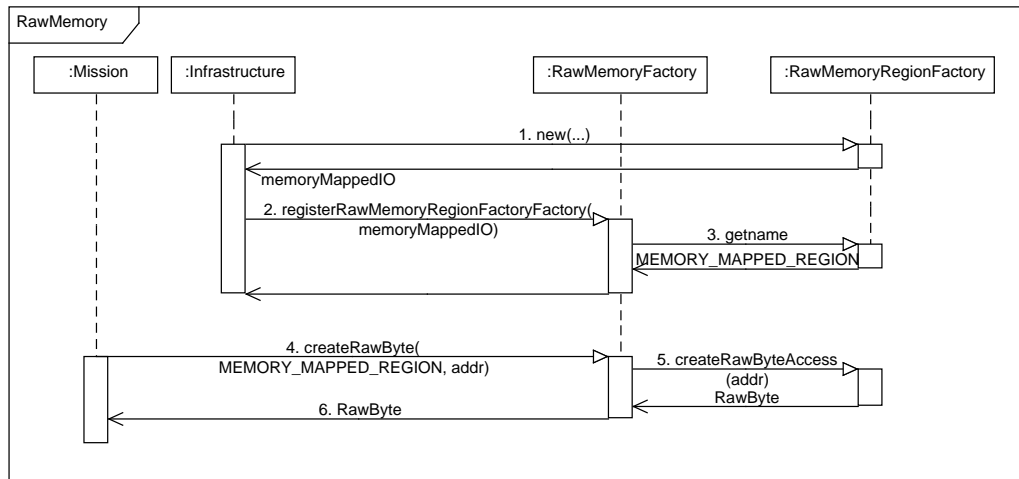 RawMemory
:Mission
:Infrastructure
:RawMemoryFactory
:RawMemoryRegionFactory
1. new(...)
memoryMappedIO
2. registerRawMemoryRegionFactoryFactory(
memoryMappedIO)
3. getname
MEMORY_MAPPED_REGION
4. createRawByte(
MEMORY_MAPPED_REGION, addr)
5. createRawByteAccess
(addr)
RawByte
6. RawByte